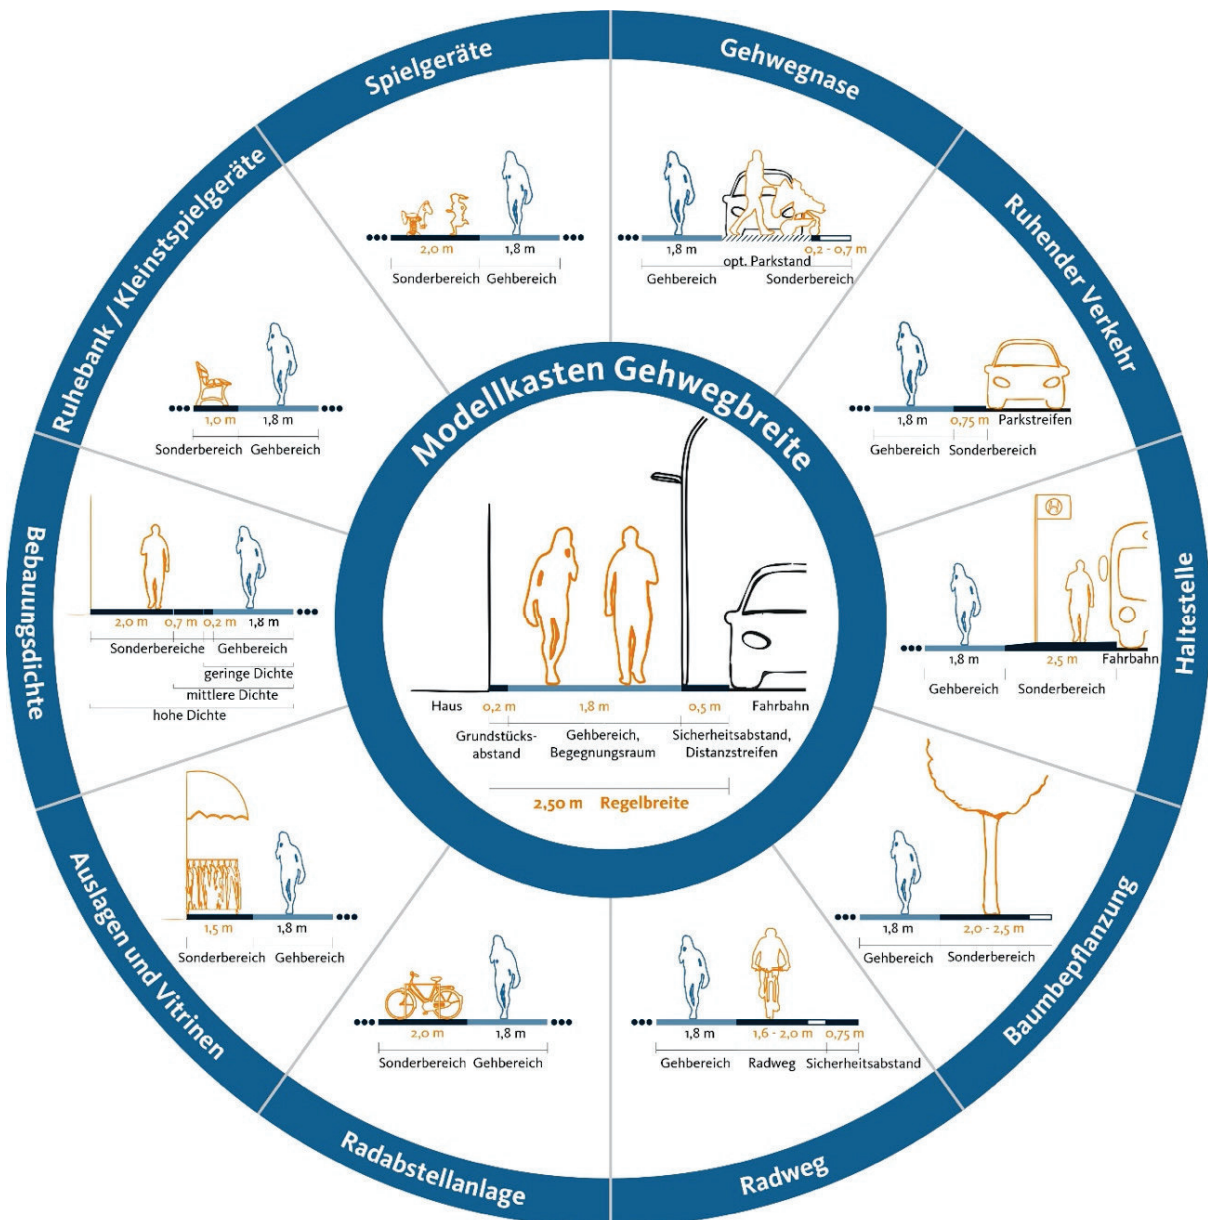 Modellkasten Gehwegbreite
Haus
0,2 m
1,8 m
0,5 m
Fahrbahn
Grundstücks-
abstand
Gehbereich,
Begegnungsraum
Sicherheitsabstand,
Distanzstreifen
2,50 m Regelbreite
Gehwegnase
1,8 m
opt. Parkstand
0,2 - 0,7 m
Gehbereich
Sonderbereich
Ruhender Verkehr
1,8 m
0,75 m
Parkstreifen
Gehbereich
Sonderbereich
Haltestelle
H
1,8 m
2,5 m
Fahrbahn
Gehbereich
Sonderbereich
Baumbepflanzung
1,8 m
2,0 - 2,5 m
Gehbereich
Sonderbereich
Radweg
1,8 m
1,6 - 2,0 m
0,75 m
Gehbereich
Radweg
Sicherheitsabstand
Radabstellanlage
2,0 m
1,8 m
Sonderbereich
Gehbereich
Auslagen und Vitrinen
1,5 m
1,8 m
Sonderbereich
Gehbereich
Bebauungsdichte
2,0 m
0,7 m
0,2 m
1,8 m
Sonderbereiche
Gehbereich
geringe Dichte
mittlere Dichte
hohe Dichte
Ruhebank / Kleinstspielgeräte
1,0 m
1,8 m
Sonderbereich
Gehbereich
Spielgeräte
2,0 m
1,8 m
Sonderbereich
Gehbereich